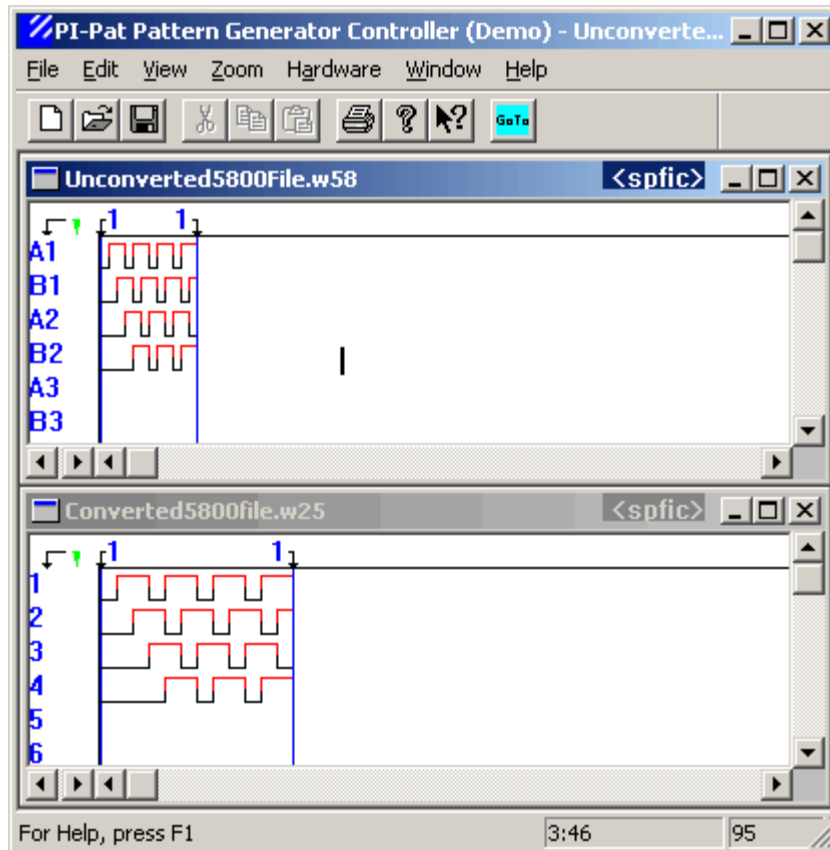 PI-Pat Pattern Generator Controller (Demo) - Unconverte...
File Edit View Zoom Hardware Window Help
GoTo
Unconverted5800File.w58 <spfic>
1 1
A1
B1
A2
B2
A3
B3
Converted5800file.w25 <spfic>
1 1
1
2
3
4
5
6
For Help, press F1 3:46 95